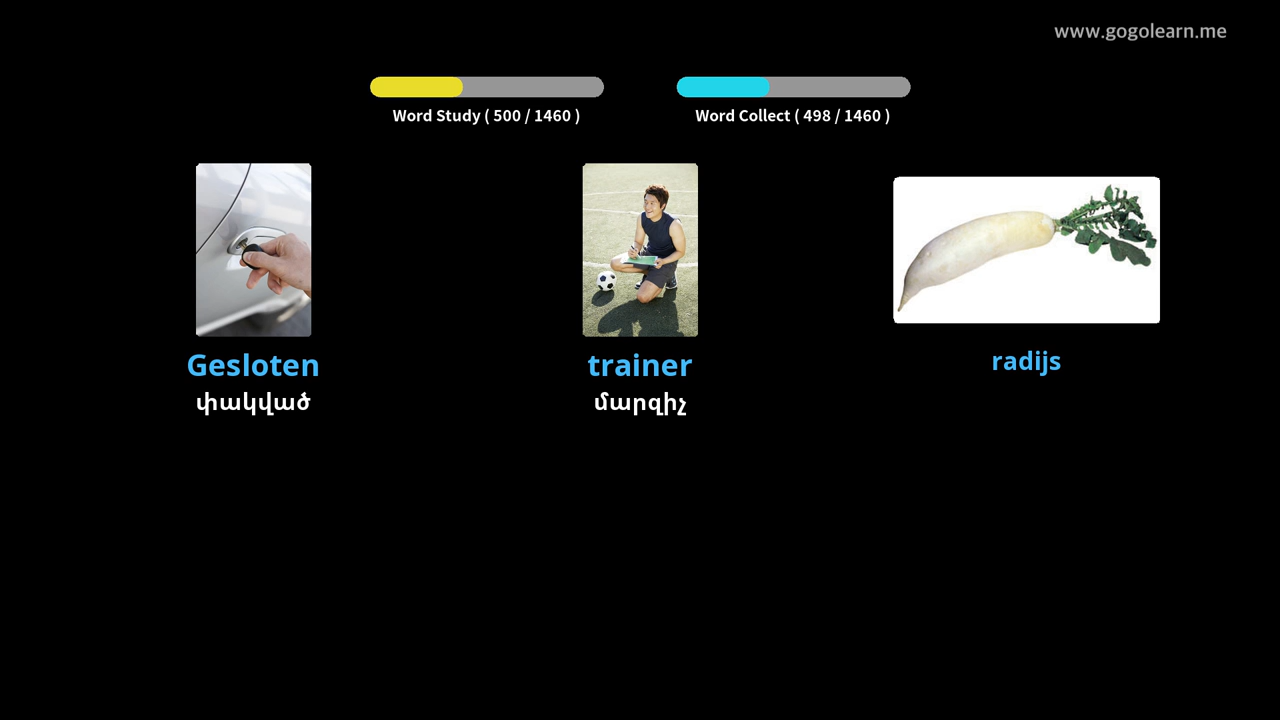 www.gogolearn.me
Word Study ( 500 / 1460 )
Word Collect ( 498 / 1460 )
Gesloten
փակված
trainer
մարզիչ
radijs